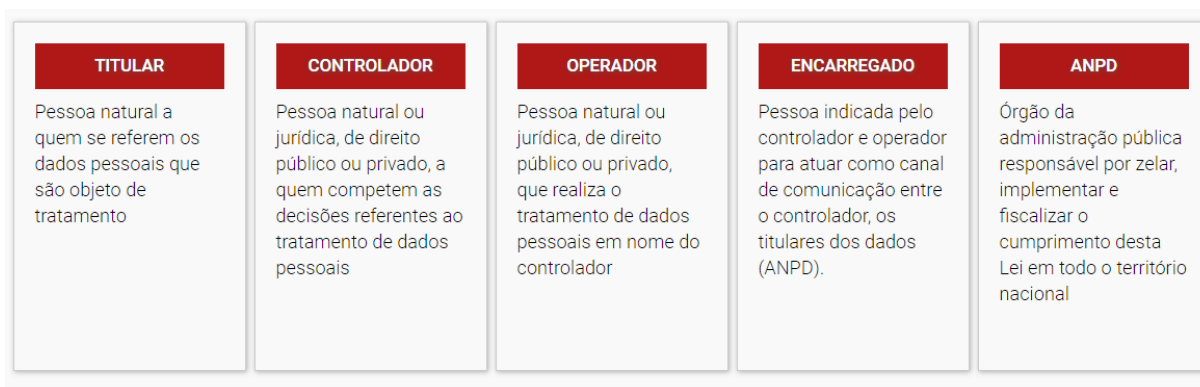 TITULAR
Pessoa natural a
quem se referem os
dados pessoais que
são objeto de
tratamento
CONTROLADOR
Pessoa natural ou
jurídica, de direito
público ou privado, a
quem competem as
decisões referentes ao
tratamento de dados
pessoais
OPERADOR
Pessoa natural ou
jurídica, de direito
público ou privado,
que realiza o
tratamento de dados
pessoais em nome do
controlador
ENCARREGADO
Pessoa indicada pelo
controlador e operador
para atuar como canal
de comunicação entre
o controlador, os
titulares dos dados
(ANPD).
ANPD
Órgão da
administração pública
responsável por zelar,
implementar e
fiscalizar o
cumprimento desta
Lei em todo o território
nacional